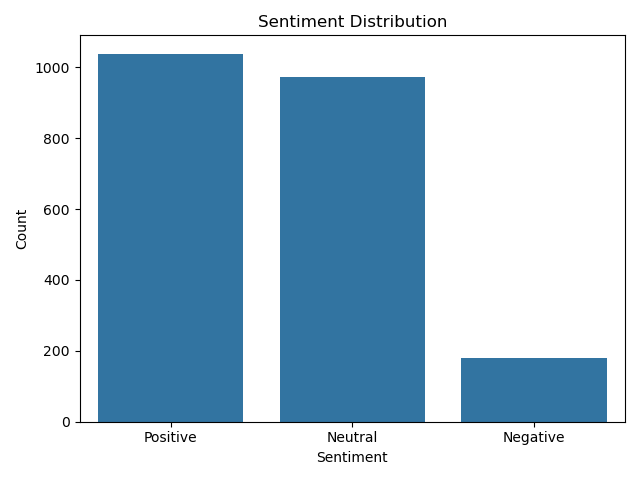 Sentiment Distribution
Count
1000
800
600
400
200
0
Positive
Neutral
Negative
Sentiment